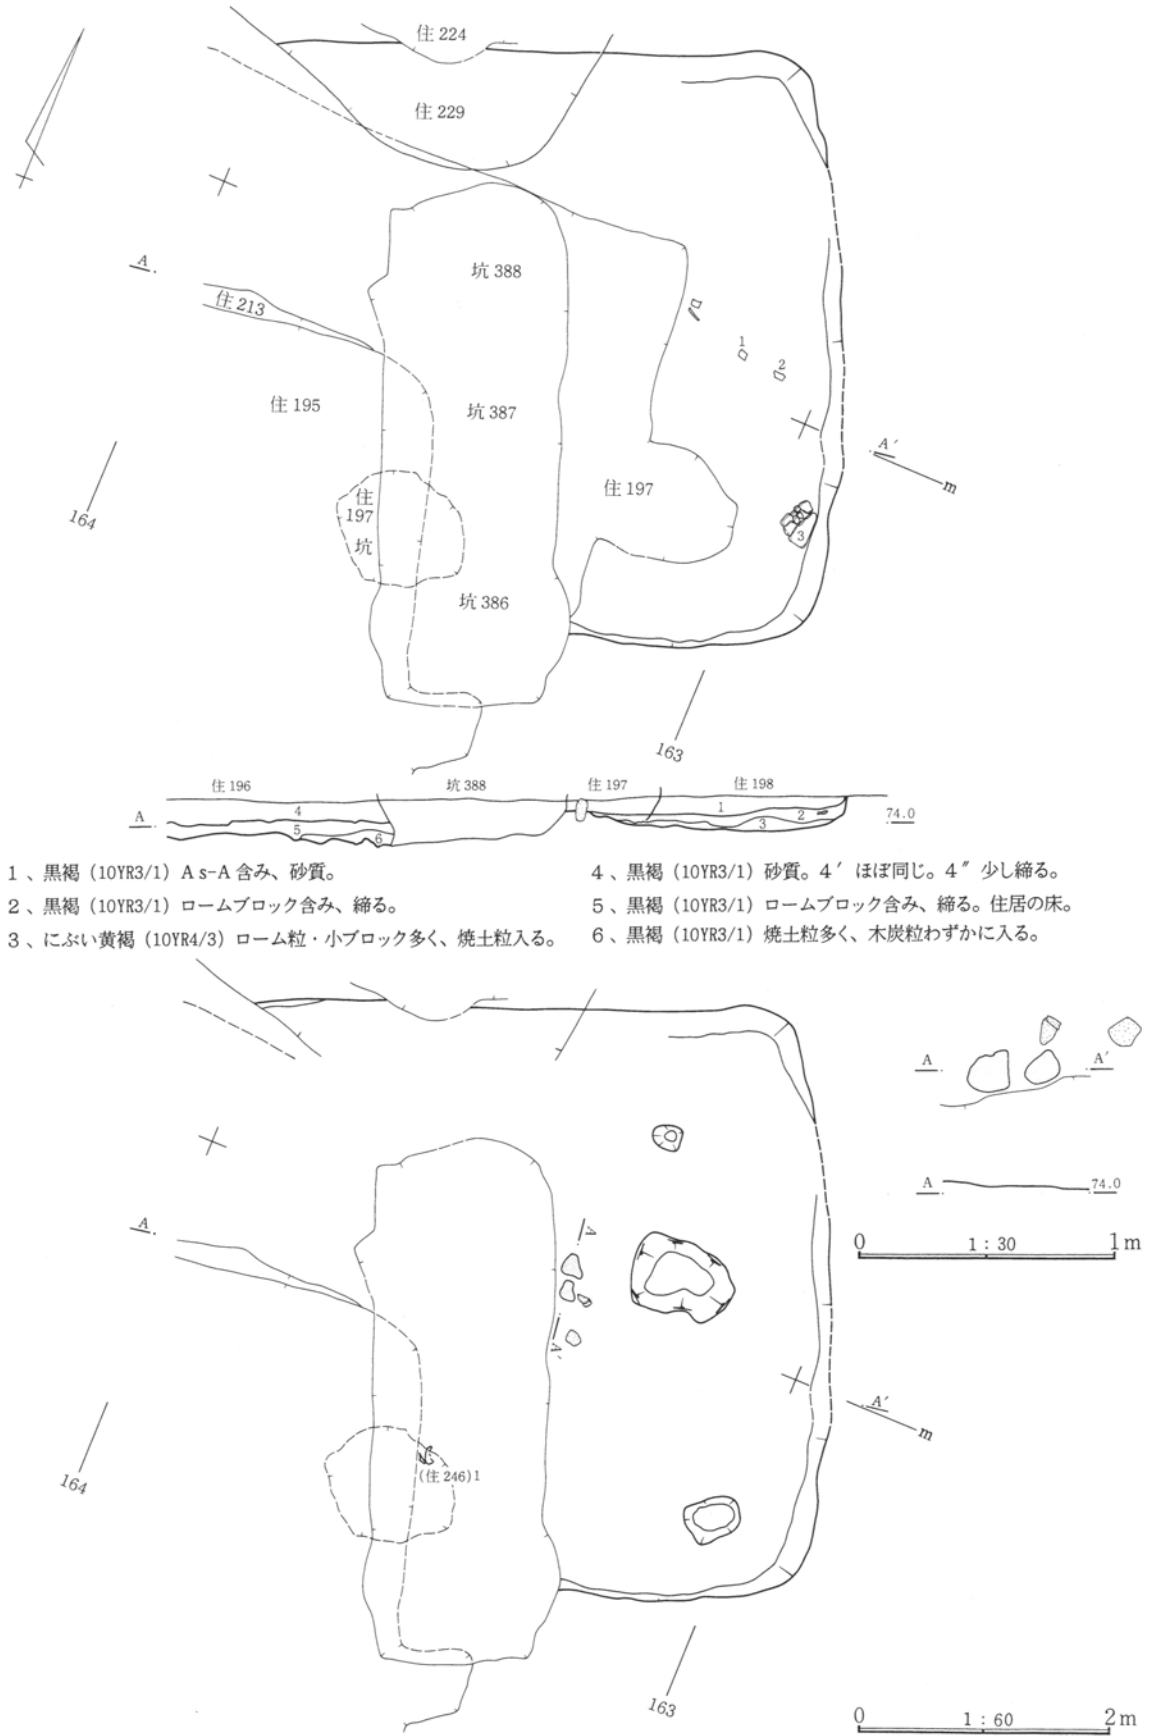 住 224
住 229
A
坑 388
住 213
1
2
住 195
坑 387
A′
m
164
住
197
坑
住 197
3
坑 386
163
住 196
坑 388
住 197
住 198
A
4
5
6
1
2
3
74.0
1、黒褐（10YR3/1）As-A 含み、砂質。
2、黒褐（10YR3/1）ロームブロック含み、締る。
3、にぶい黄褐（10YR4/3）ローム粒・小ブロック多く、焼土粒入る。
4、黒褐（10YR3/1）砂質。4′ ほぼ同じ。4″ 少し締る。
5、黒褐（10YR3/1）ロームブロック含み、締る。住居の床。
6、黒褐（10YR3/1）焼土粒多く、木炭粒わずかに入る。
A
A′
A
74.0
0 1：30 1m
A
A
A′
A′
m
164
(住 246)1
163
0 1：60 2m